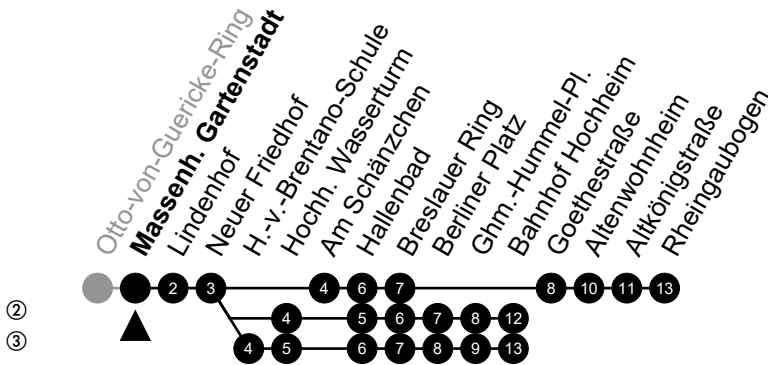 Otto-von-Guericke-Ring
Massenh. Gartenstadt
Lindenhof
Neuer Friedhof
H.-v.-Brentano-Schule
Hochh. Wasserturm
Am Schänzchen
Hallenbad
Breslauer Ring
Berliner Platz
Ghm.-Hummel-Pl.
Bahnhof Hochheim
Goethestraße
Altenwohnheim
Altkönigstraße
Rheingaubogen
2 3 4 6 7 8 10 11 13
② 4 5 6 7 8 12
③ 4 5 6 7 8 9 13